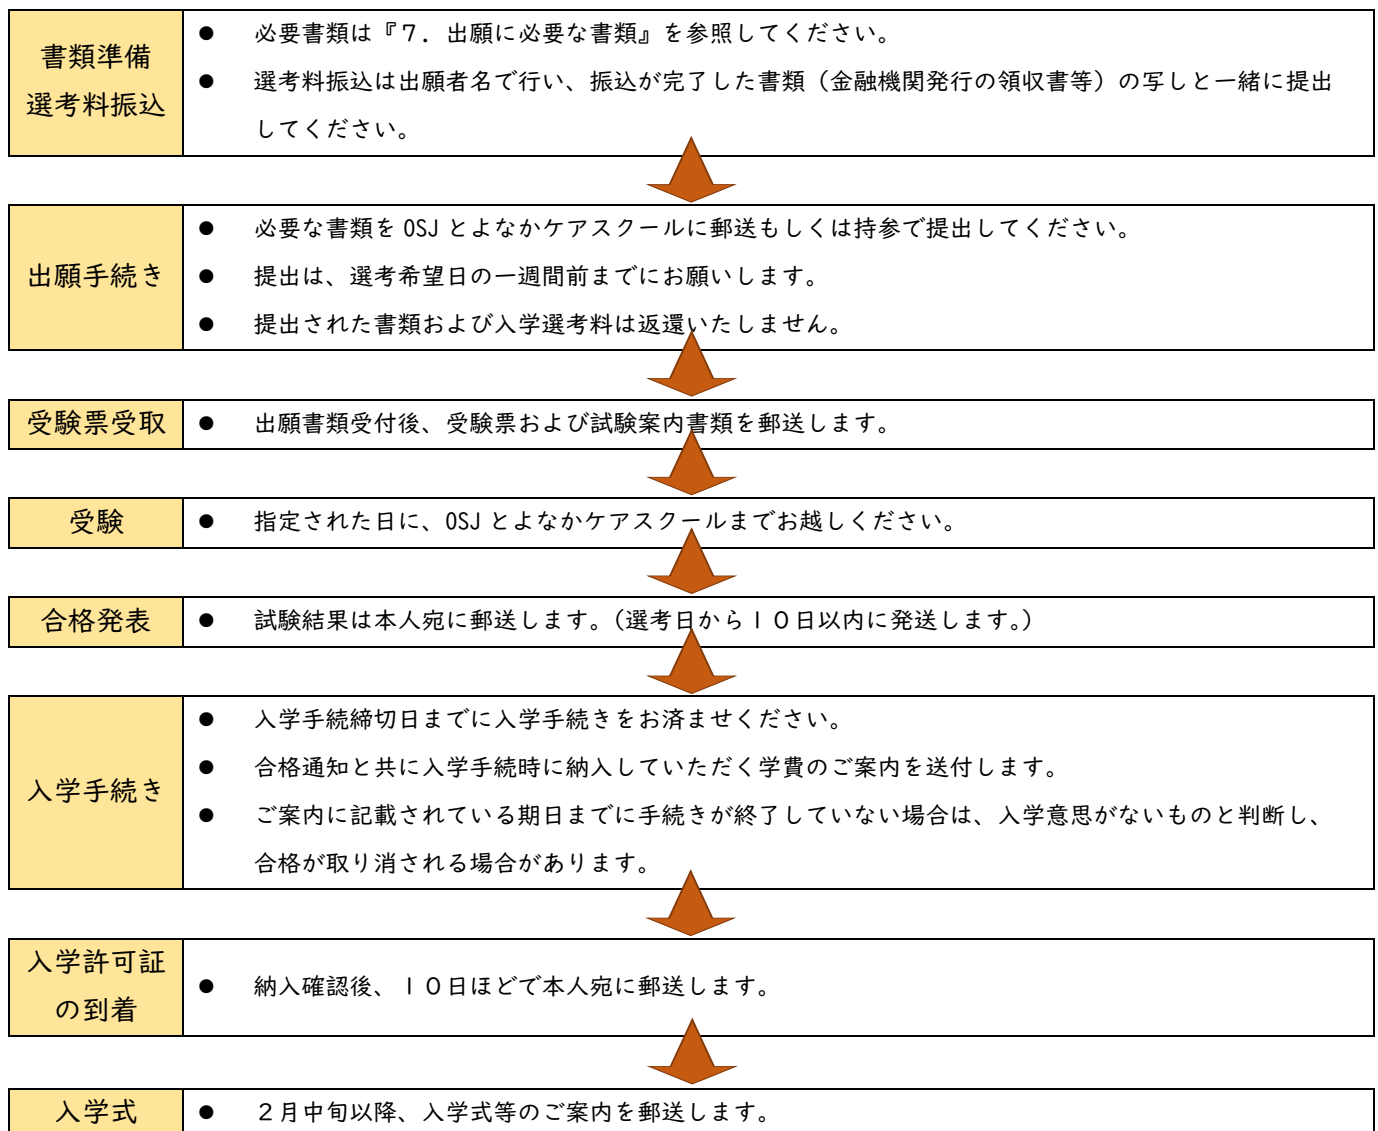 書類準備
選考料振込
● 必要書類は『７．出願に必要な書類』を参照してください。
● 選考料振込は出願者名で行い、振込が完了した書類（金融機関発行の領収書等）の写しと一緒に提出
してください。
出願手続き
● 必要な書類を OSJ とよなかケアスクールに郵送もしくは持参で提出してください。
● 提出は、選考希望日の一週間前までにお願いします。
● 提出された書類および入学選考料は返還いたしません。
受験票受取
● 出願書類受付後、受験票および試験案内書類を郵送します。
受験
● 指定された日に、OSJ とよなかケアスクールまでお越しください。
合格発表
● 試験結果は本人宛に郵送します。（選考日から１０日以内に発送します。）
入学手続き
● 入学手続締切日までに入学手続きをお済ませください。
● 合格通知と共に入学手続時に納入していただく学費のご案内を送付します。
● ご案内に記載されている期日までに手続きが終了していない場合は、入学意思がないものと判断し、
合格が取り消される場合があります。
入学許可証
の到着
● 納入確認後、１０日ほどで本人宛に郵送します。
入学式
● ２月中旬以降、入学式等のご案内を郵送します。